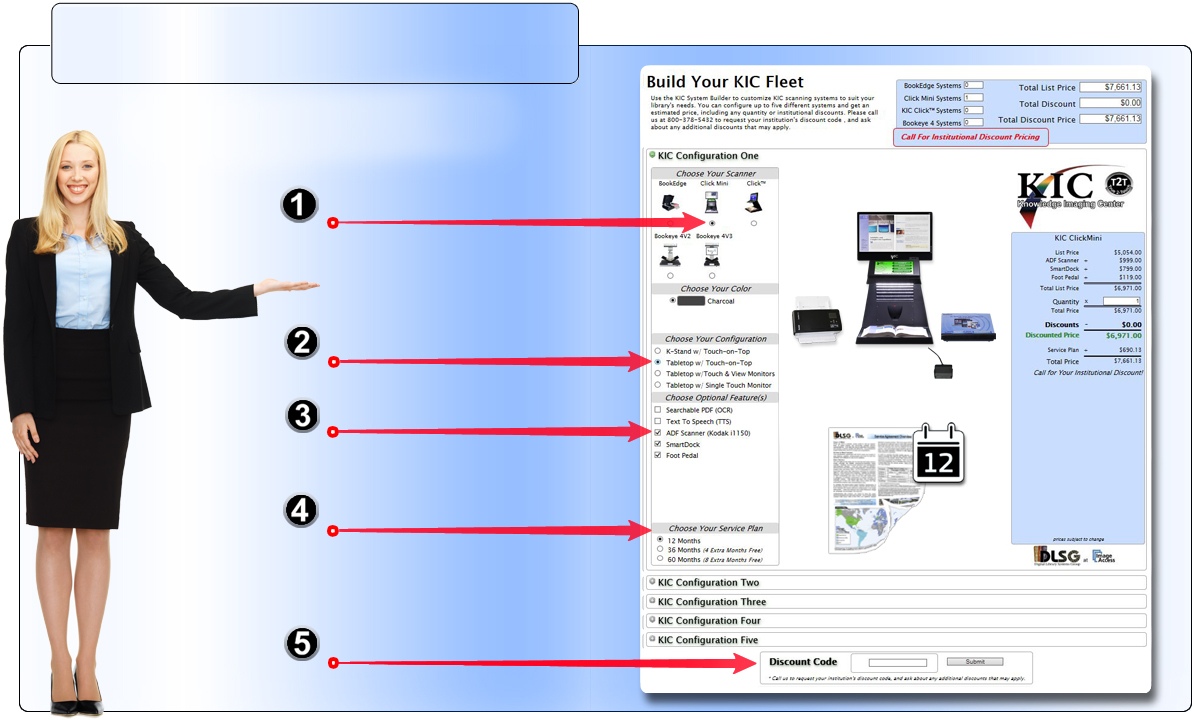 Build Your KIC Fleet
Use the KIC System Builder to customize KIC scanning systems to suit your
library's needs. You can configure up to five different systems and get an
estimated price, including any quantity or institutional discounts. Please call
us at 800-378-5432 to request your institution's discount code , and ask
about any additional discounts that may apply.
BookEdge Systems 0
Click Mini Systems 1
KIC Click™ Systems 0
Bookeye 4 Systems 0
Total List Price $7,661.13
Total Discount $0.00
Total Discount Price $7,661.13
Call For Institutional Discount Pricing
KIC Configuration One
Choose Your Scanner
BookEdge Click Mini Click™
1
Bookeye 4V2 Bookeye 4V3
Choose Your Color
Charcoal
2
Choose Your Configuration
K-Stand w/ Touch-on-Top
Tabletop w/ Touch-on-Top
Tabletop w/Touch & View Monitors
Tabletop w/ Single Touch Monitor
3
Choose Optional Feature(s)
Searchable PDF (OCR)
Text To Speech (TTS)
ADF Scanner (Kodak i1150)
SmartDock
Foot Pedal
4
Choose Your Service Plan
12 Months
36 Months (4 Extra Months Free)
60 Months (8 Extra Months Free)
KIC
T2T
Knowledge Imaging Center
KIC ClickMini
List Price $5,054.00
ADF Scanner + $999.00
SmartDock + $799.00
Foot Pedal + $119.00
Total List Price $6,971.00
Quantity x 1
Total Price $6,971.00
Discounts - $0.00
Discounted Price $6,971.00
Service Plan + $690.13
Total Price $7,661.13
Call for Your Institutional Discount!
12
prices subject to change
DLSG at Image Access
KIC Configuration Two
KIC Configuration Three
KIC Configuration Four
KIC Configuration Five
5
Discount Code Submit
* Call us to request your institution's discount code, and ask about any additional discounts that may apply.